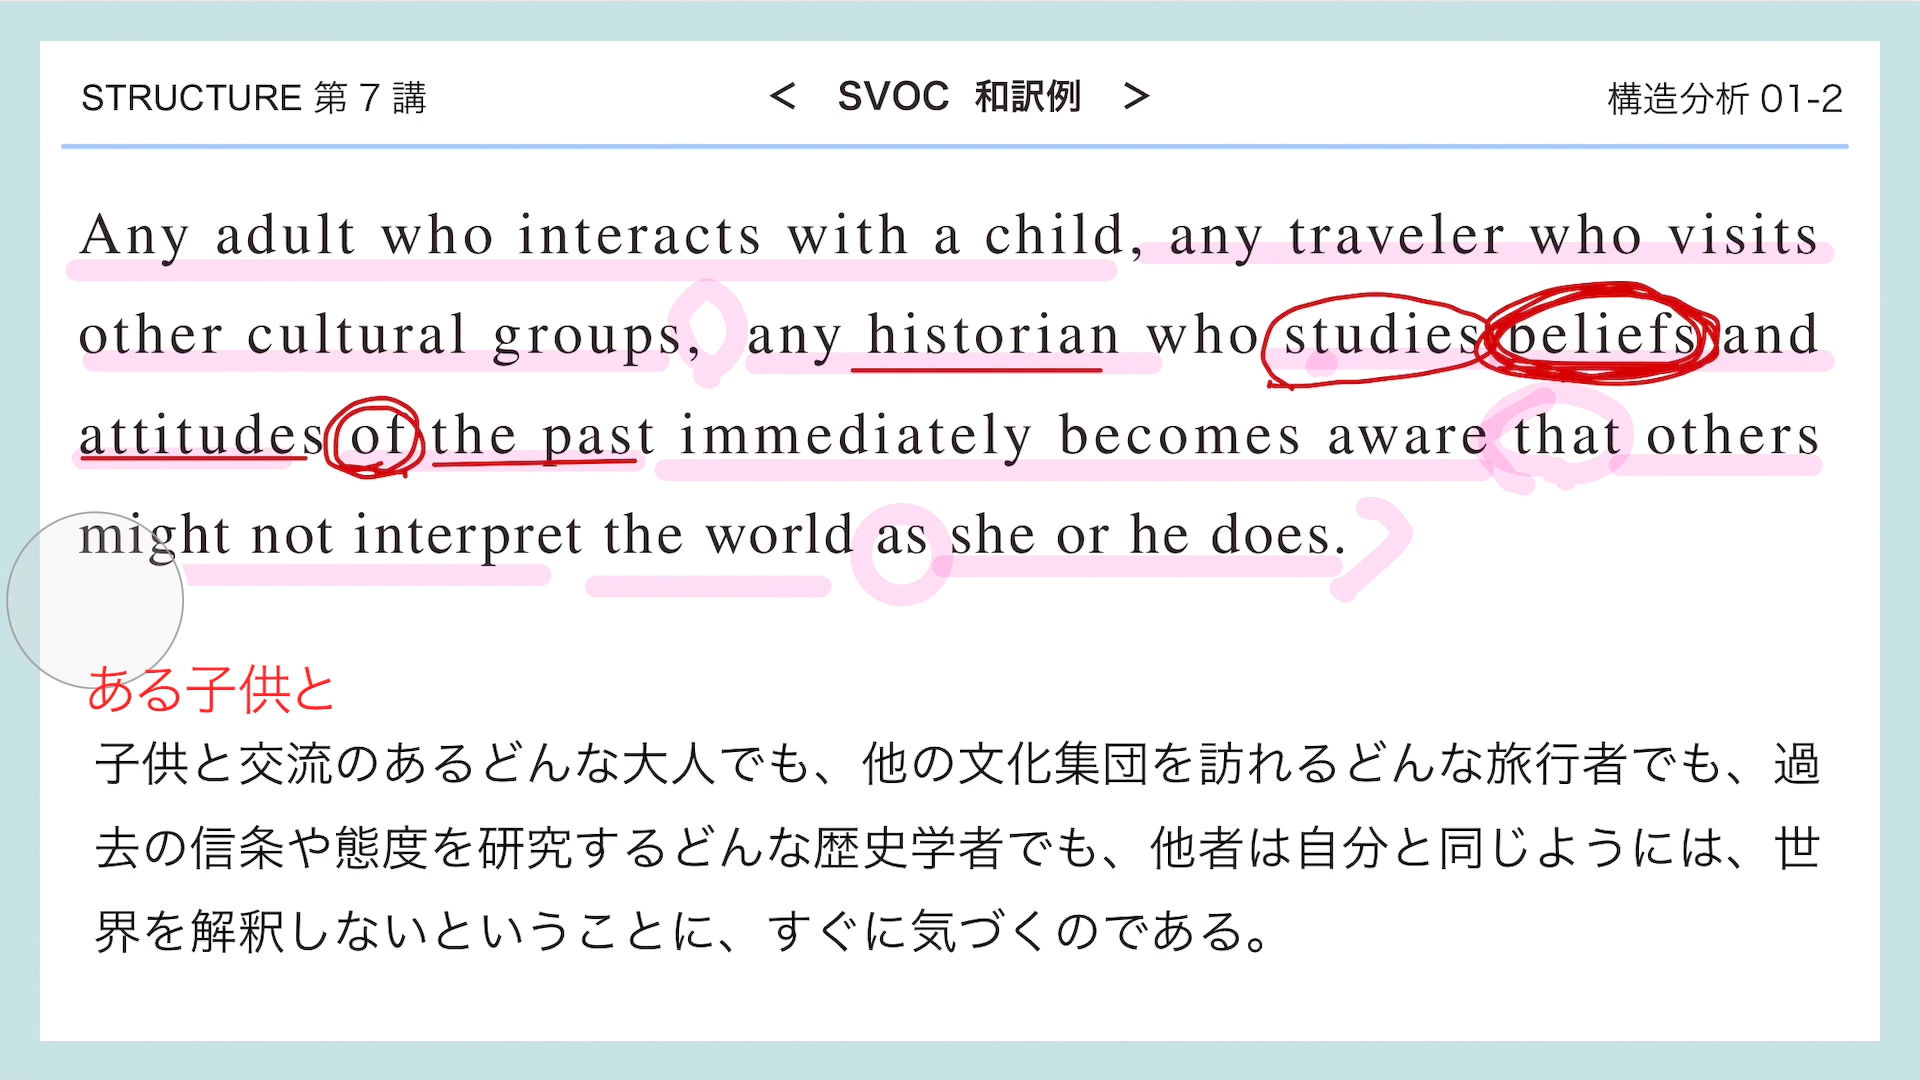 STRUCTURE 第 7 講
< SVOC 和訳例 >
構造分析 01-2
Any adult who interacts with a child, any traveler who visits
other cultural groups, any historian who studies beliefs and
attitudes of the past immediately becomes aware that others
might not interpret the world as she or he does.
ある子供と
子供と交流のあるどんな大人でも、他の文化集団を訪れるどんな旅行者でも、過
去の信条や態度を研究するどんな歴史学者でも、他者は自分と同じようには、世
界を解釈しないということに、すぐに気づくのである。